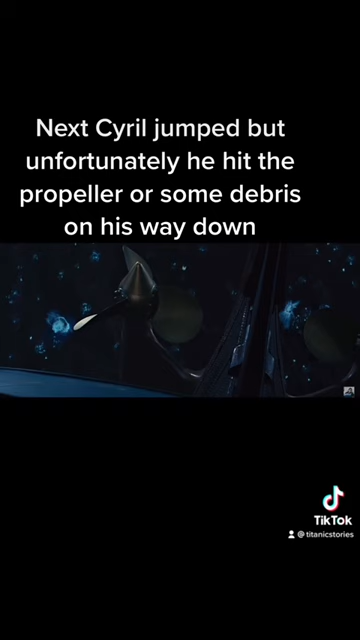 Next Cyril jumped but
unfortunately he hit the
propeller or some debris
on his way down
TikTok
@titanicstories